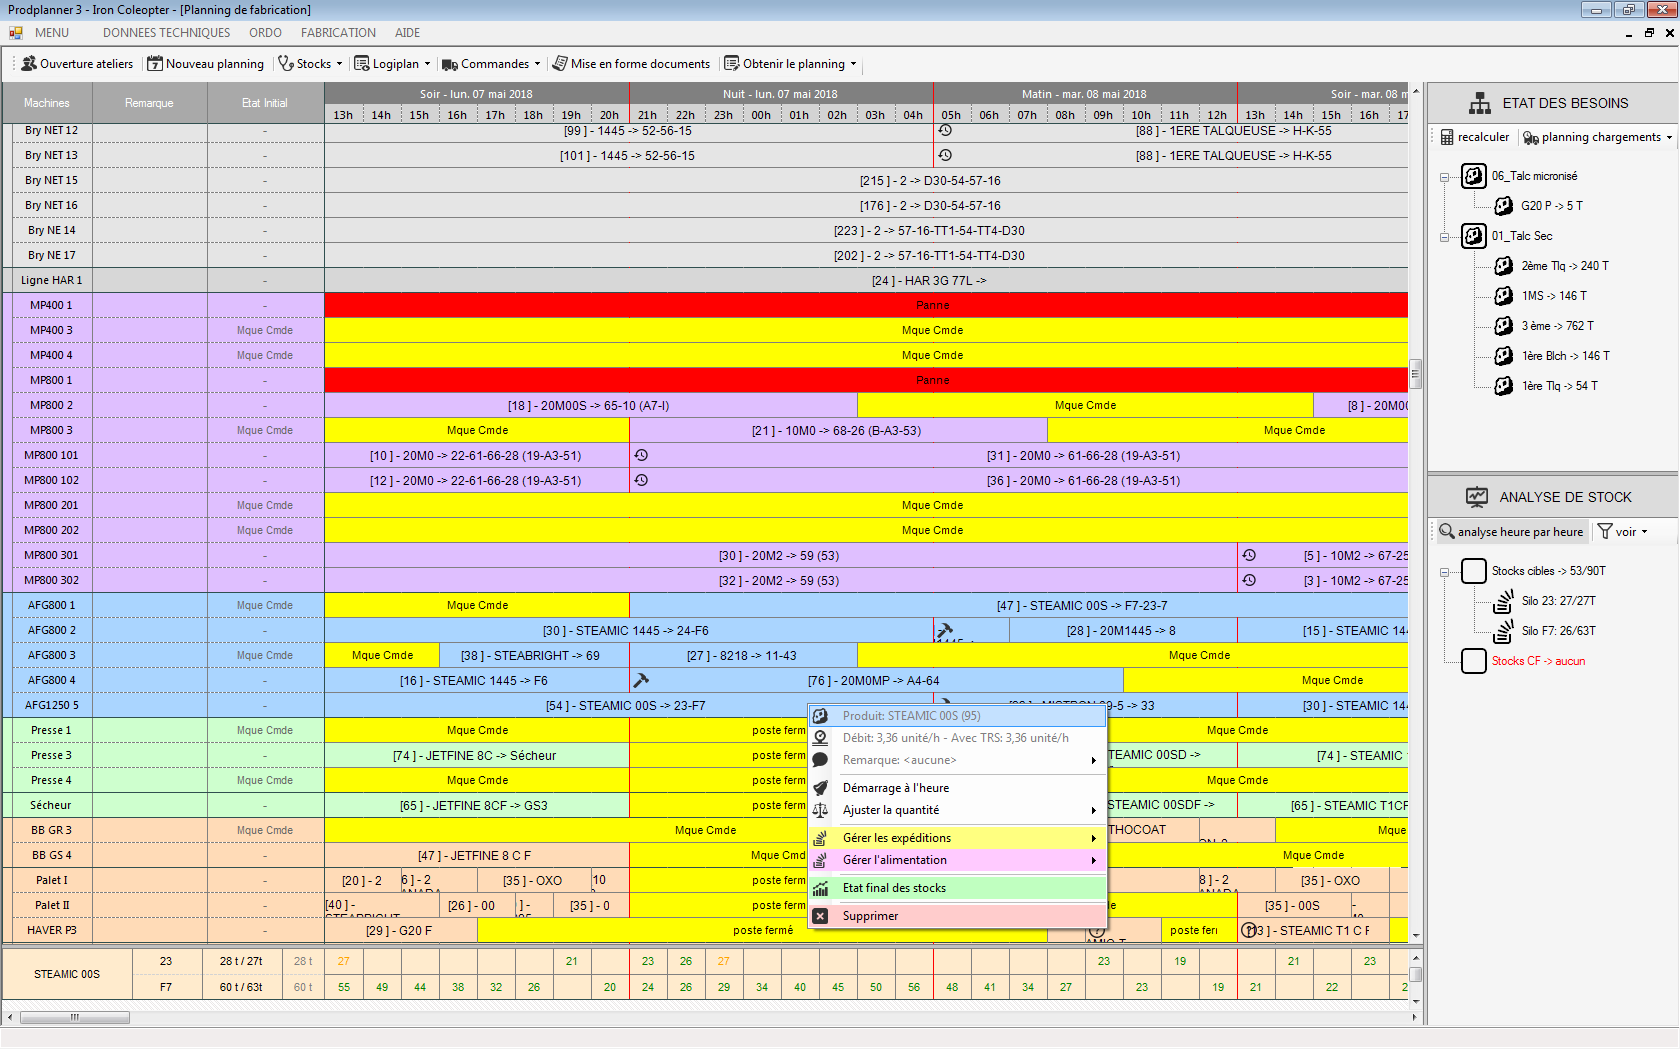 Prodplanner 3 - Iron Coleopter - [Planning de fabrication]
MENU DONNEES TECHNIQUES ORDO FABRICATION AIDE
Ouverture ateliers Nouveau planning Stocks Logiplan Commandes Mise en forme documents Obtenir le planning
Machines Remarque Etat Initial Soir - lun. 07 mai 2018 Nuit - lun. 07 mai 2018 Matin - mar. 08 mai 2018 Soir - mar. 08 m
13h 14h 15h 16h 17h 18h 19h 20h 21h 22h 23h 00h 01h 02h 03h 04h 05h 06h 07h 08h 09h 10h 11h 12h 13h 14h 15h 16h 17
Bry NET 12 - [99 ] - 1445 -> 52-56-15 [88 ] - 1ERE TALQUEUSE -> H-K-55
Bry NET 13 - [101 ] - 1445 -> 52-56-15 [88 ] - 1ERE TALQUEUSE -> H-K-55
Bry NET 15 - [215 ] - 2 -> D30-54-57-16
Bry NET 16 - [176 ] - 2 -> D30-54-57-16
Bry NE 14 - [223 ] - 2 -> 57-16-TT1-54-TT4-D30
Bry NE 17 - [202 ] - 2 -> 57-16-TT1-54-TT4-D30
Ligne HAR 1 - [24 ] - HAR 3G 77L ->
MP400 1 - Panne
MP400 3 Mque Cmde Mque Cmde
MP400 4 Mque Cmde Mque Cmde
MP800 1 - Panne
MP800 2 - [18 ] - 20M00S -> 65-10 (A7-I) Mque Cmde [8 ] - 20M00
MP800 3 Mque Cmde Mque Cmde [21 ] - 10M0 -> 68-26 (B-A3-53) Mque Cmde
MP800 101 - [10 ] - 20M0 -> 22-61-66-28 (19-A3-51) [31 ] - 20M0 -> 61-66-28 (19-A3-51)
MP800 102 - [12 ] - 20M0 -> 22-61-66-28 (19-A3-51) [36 ] - 20M0 -> 61-66-28 (19-A3-51)
MP800 201 Mque Cmde Mque Cmde
MP800 202 Mque Cmde Mque Cmde
MP800 301 - [30 ] - 20M2 -> 59 (53) [5 ] - 10M2 -> 67-25
MP800 302 - [32 ] - 20M2 -> 59 (53) [3 ] - 10M2 -> 67-25
AFG800 1 Mque Cmde Mque Cmde [47 ] - STEAMIC 00S -> F7-23-7
AFG800 2 - [30 ] - STEAMIC 1445 -> 24-F6 [28 ] - 20M1445 -> 8 [15 ] - STEAMIC 144
AFG800 3 Mque Cmde Mque Cmde [38 ] - STEABRIGHT -> 69 [27 ] - 8218 -> 11-43 Mque Cmde
AFG800 4 - [16 ] - STEAMIC 1445 -> F6 [76 ] - 20M0MP -> A4-64 Mque Cmde
AFG1250 5 - [54 ] - STEAMIC 00S -> 23-F7 -5 -> 33 [30 ] - STEAMIC 144
Presse 1 Mque Cmde Mque Cmde poste ferm Mque Cmde
Presse 3 - [74 ] - JETFINE 8C -> Sécheur poste ferm TEAMIC 00SD -> [74 ] - STEAMIC
Presse 4 Mque Cmde Mque Cmde poste ferm Mque Cmde
Sécheur - [65 ] - JETFINE 8CF -> GS3 poste ferm STEAMIC 00SDF -> [65 ] - STEAMIC T1CF
BB GR 3 Mque Cmde Mque Cmde THOCOAT Mque
BB GS 4 - [47 ] - JETFINE 8 C F Mque Cmd Mque Cmde
Palet I - [20 ] - 2 6 ] - 2 [35 ] - OXO 10 poste ferm 8 ] - 2 [35 ] - OXO
Palet II - [40 ] - [26 ] - 00 ] - [35 ] - 0 poste ferm [35 ] - 00S
HAVER P3 - [29 ] - G20 F poste fermé poste fer 13 ] - STEAMIC T1 C F
Produit: STEAMIC 00S (95)
Débit: 3,36 unité/h - Avec TRS: 3,36 unité/h
Remarque: <aucune>
Démarrage à l'heure
Ajuster la quantité
Gérer les expéditions
Gérer l'alimentation
Etat final des stocks
Supprimer
STEAMIC 00S
23 28 t / 27t 28 t 27 21 23 26 27 23 19 21 23
F7 60 t / 63t 60 t 55 49 44 38 32 26 20 24 26 29 34 40 45 50 56 48 41 34 27 23 19 21 22 2
ETAT DES BESOINS
recalculer planning chargements
06_Talc micronisé
G20 P -> 5 T
01_Talc Sec
2ème Tlq -> 240 T
1MS -> 146 T
3 ème -> 762 T
1ère Blch -> 146 T
1ère Tlq -> 54 T
ANALYSE DE STOCK
analyse heure par heure voir
Stocks cibles -> 53/90T
Silo 23: 27/27T
Silo F7: 26/63T
Stocks CF -> aucun